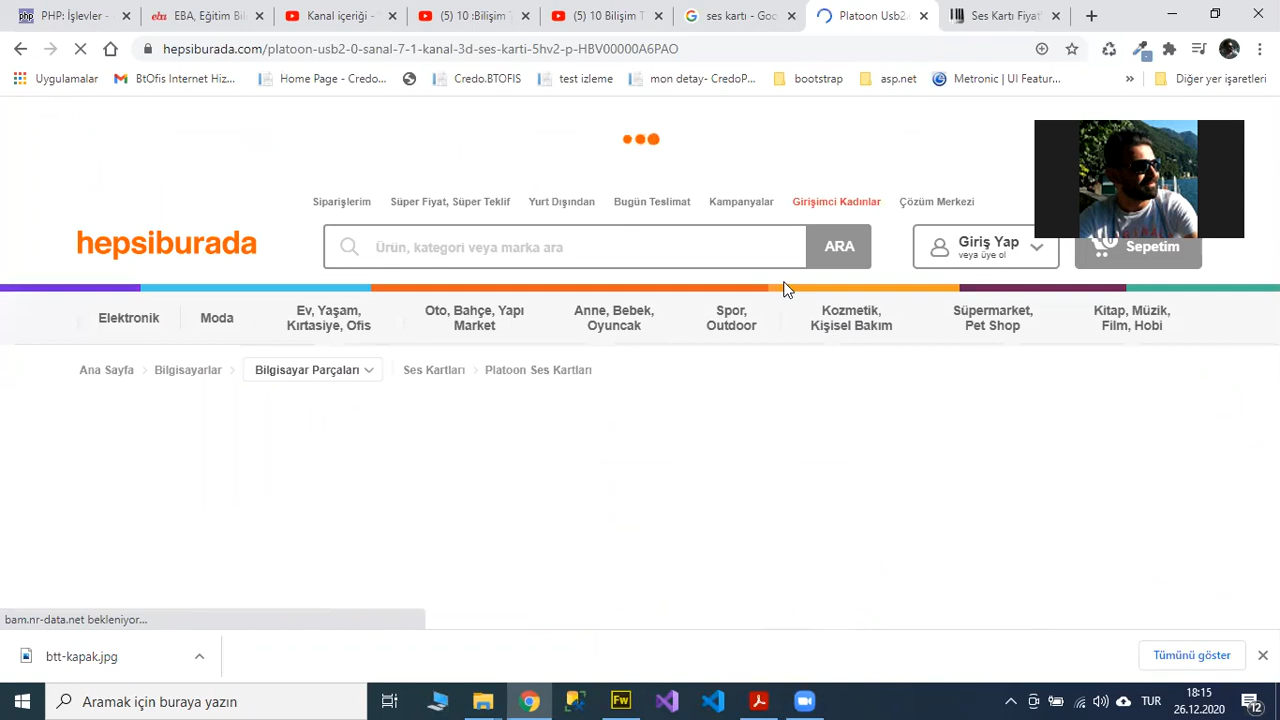 PHP: İşlevler -
EBA, Eğitim Bil
Kanal içeriği -
(5) 10 :Bilişim T
(5) 10 Bilişim T
ses kartı - Goo
Platoon Usb2.
Ses Kartı Fiyatl
hepsiburada.com/platoon-usb2-0-sanal-7-1-kanal-3d-ses-karti-5hv2-p-HBV00000A6PAO
Uygulamalar
BtOfis Internet Hiz...
Home Page - Credo...
Credo.BTOFIS
test izleme
mon detay- CredoP...
bootstrap
asp.net
Metronic | UI Featur...
»
Diğer yer işaretleri
Siparişlerim
Süper Fiyat, Süper Teklif
Yurt Dışından
Bugün Teslimat
Kampanyalar
Girişimci Kadınlar
Çözüm Merkezi
hepsiburada
Ürün, kategori veya marka ara
ARA
Giriş Yap
veya üye ol
0
Sepetim
Elektronik
Moda
Ev, Yaşam,
Kırtasiye, Ofis
Oto, Bahçe, Yapı
Market
Anne, Bebek,
Oyuncak
Spor,
Outdoor
Kozmetik,
Kişisel Bakım
Süpermarket,
Pet Shop
Kitap, Müzik,
Film, Hobi
Ana Sayfa
Bilgisayarlar
Bilgisayar Parçaları
Ses Kartları
Platoon Ses Kartları
bam.nr-data.net bekleniyor...
btt-kapak.jpg
Tümünü göster
Aramak için buraya yazın
Fw
TUR
18:15
26.12.2020
12